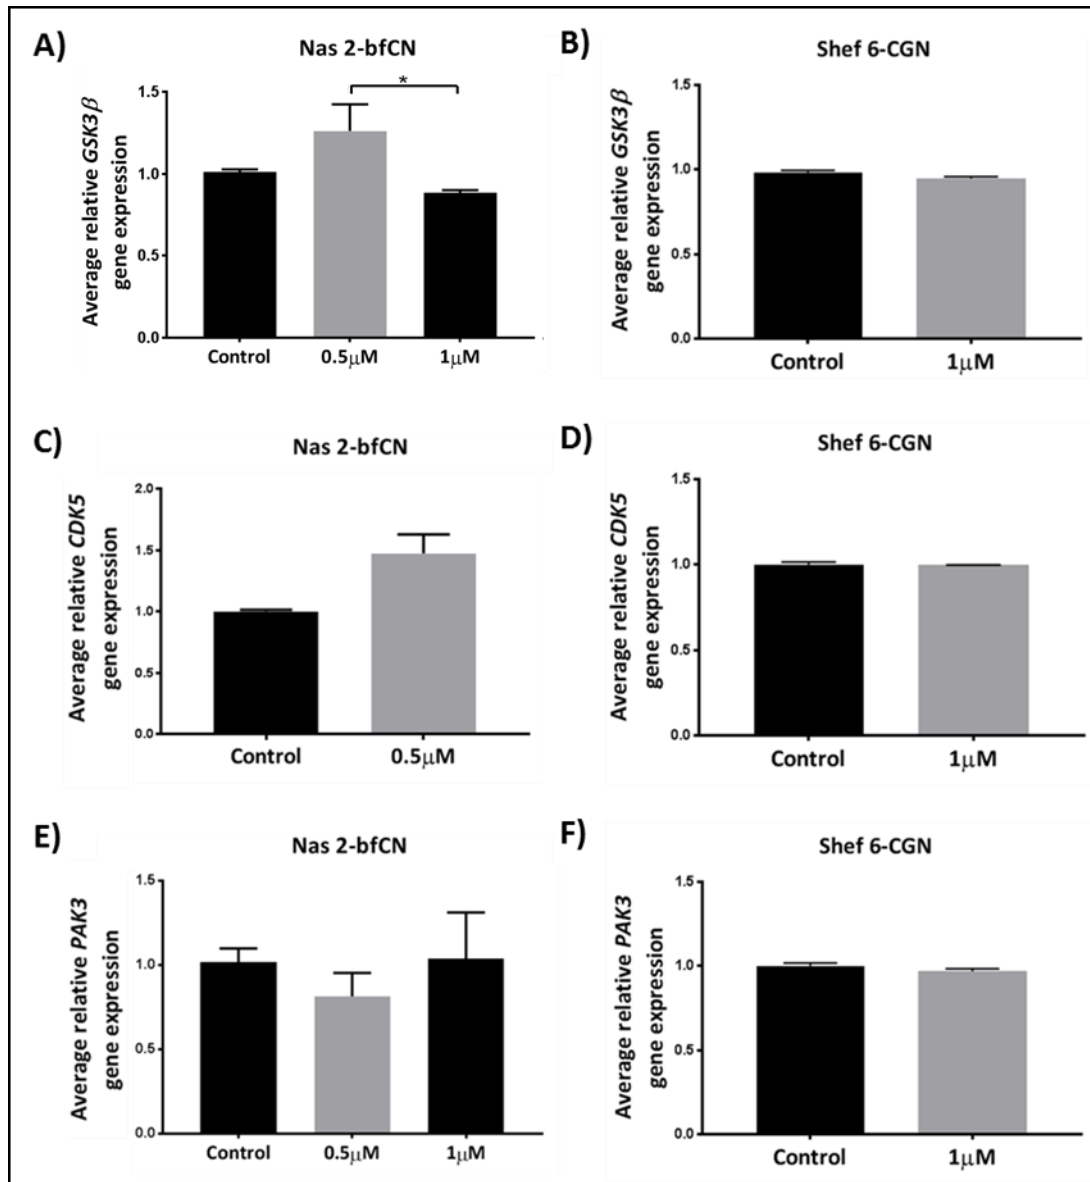 A)
Nas 2-bfCN
*
Average relative GSK3β
gene expression
1.5
1.0
0.5
0.0
Control 0.5μM 1μM
B)
Shef 6-CGN
Average relative GSK3β
gene expression
1.5
1.0
0.5
0.0
Control 1μM
C)
Nas 2-bfCN
Average relative CDK5
gene expression
2.0
1.5
1.0
0.5
0.0
Control 0.5μM
D)
Shef 6-CGN
Average relative CDK5
gene expression
1.5
1.0
0.5
0.0
Control 1μM
E)
Nas 2-bfCN
Average relative PAK3
gene expression
1.5
1.0
0.5
0.0
Control 0.5μM 1μM
F)
Shef 6-CGN
Average relative PAK3
gene expression
1.5
1.0
0.5
0.0
Control 1μM